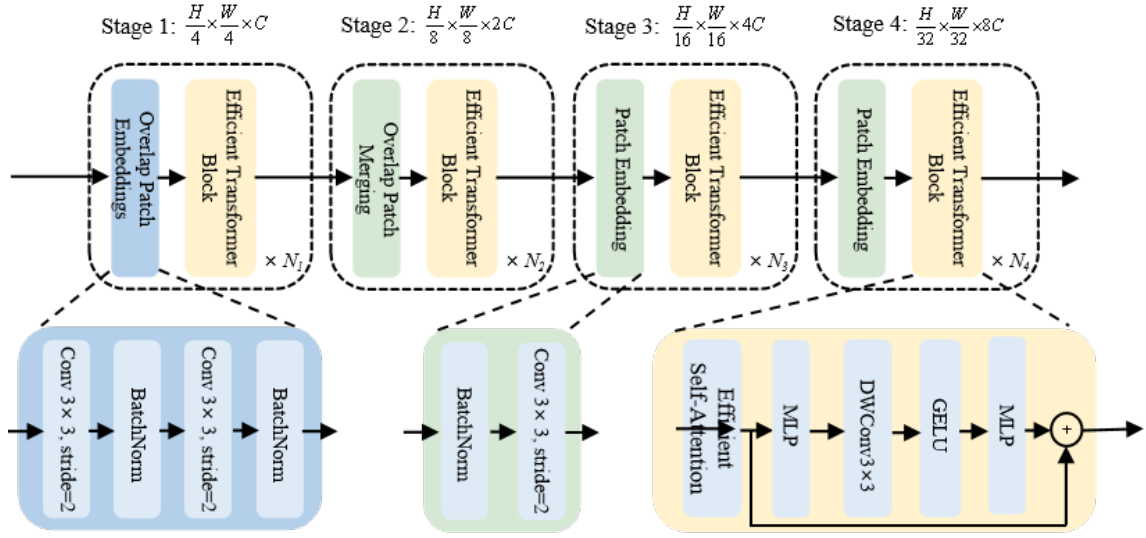 Stage 1: H/4 × W/4 × C
Stage 2: H/8 × W/8 × 2C
Stage 3: H/16 × W/16 × 4C
Stage 4: H/32 × W/32 × 8C
Overlap Patch
Embeddings
Efficient Transformer
Block
× N₁
Overlap Patch
Merging
Efficient Transformer
Block
× N₂
Patch Embedding
Efficient Transformer
Block
× N₃
Patch Embedding
Efficient Transformer
Block
× N₄
Conv 3×3, stride=2
BatchNorm
Conv 3×3, stride=2
BatchNorm
BatchNorm
Conv 3×3, stride=2
Efficient
Self-Attention
MLP
DWConv3×3
GELU
MLP
+